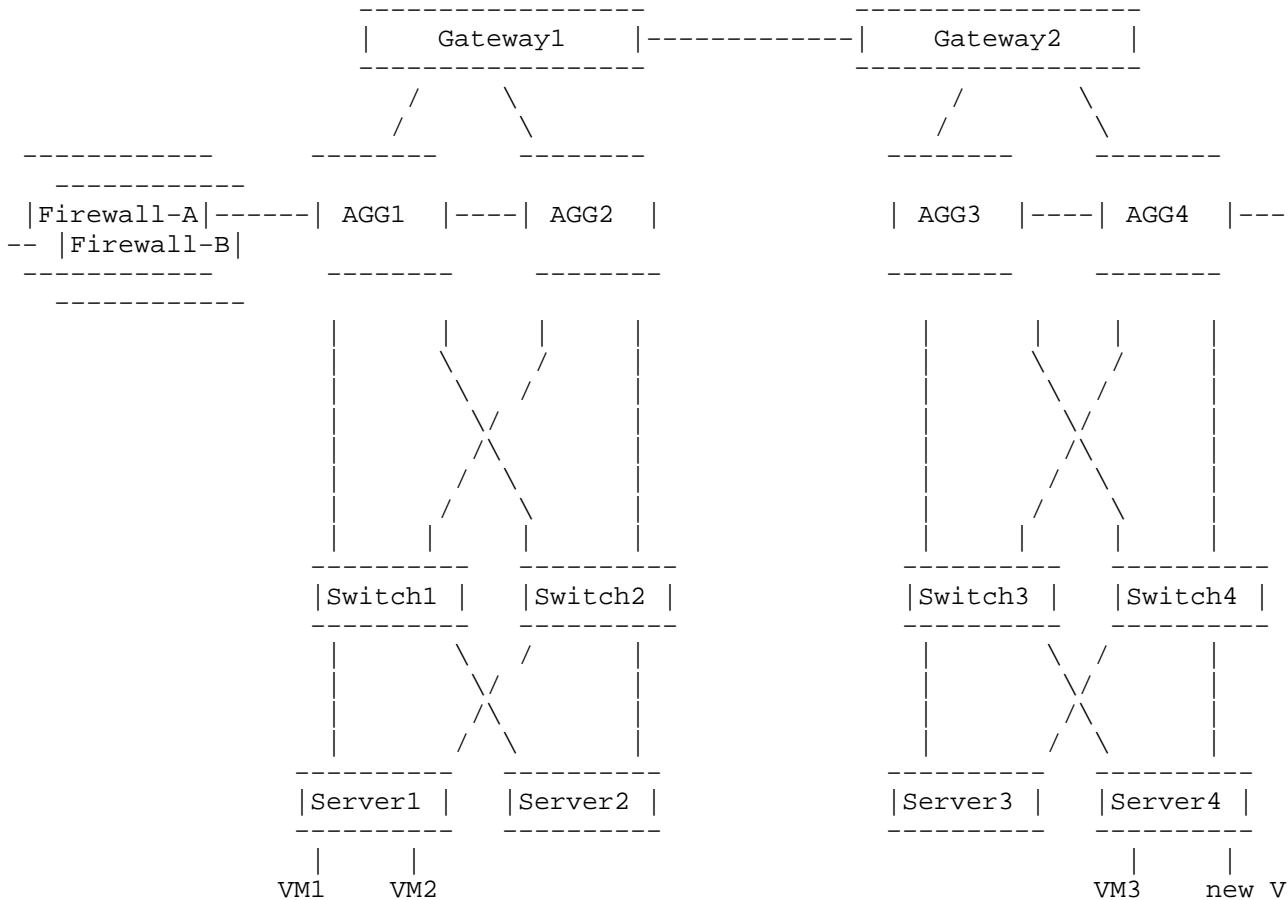 Gateway1 Gateway2
Firewall-A AGG1 AGG2 AGG3 AGG4
Firewall-B
Switch1 Switch2 Switch3 Switch4
Server1 Server2 Server3 Server4
VM1 VM2 VM3 new V